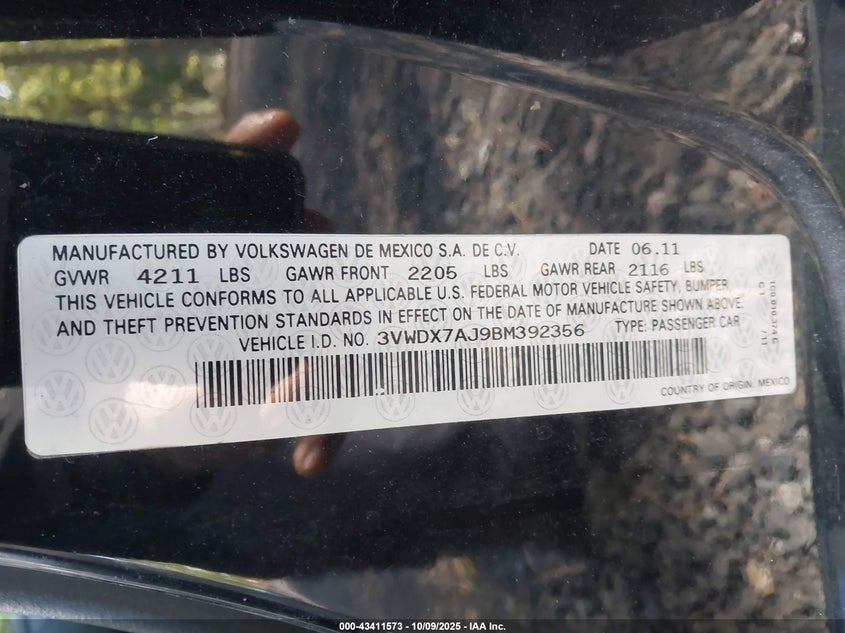 MANUFACTURED BY VOLKSWAGEN DE MEXICO S.A. DE C.V. DATE 06.11
GVWR 4211 LBS GAWR FRONT 2205 LBS GAWR REAR 2116 LBS
THIS VEHICLE CONFORMS TO ALL APPLICABLE U.S. FEDERAL MOTOR VEHICLE SAFETY, BUMPER
AND THEFT PREVENTION STANDARDS IN EFFECT ON THE DATE OF MANUFACTURE SHOWN ABOVE.
VEHICLE I.D. NO. 3VWDX7AJ9BM392356 TYPE: PASSENGER CAR
COUNTRY OF ORIGIN: MEXICO
000-43411573 - 10/09/2025 - IAA Inc.